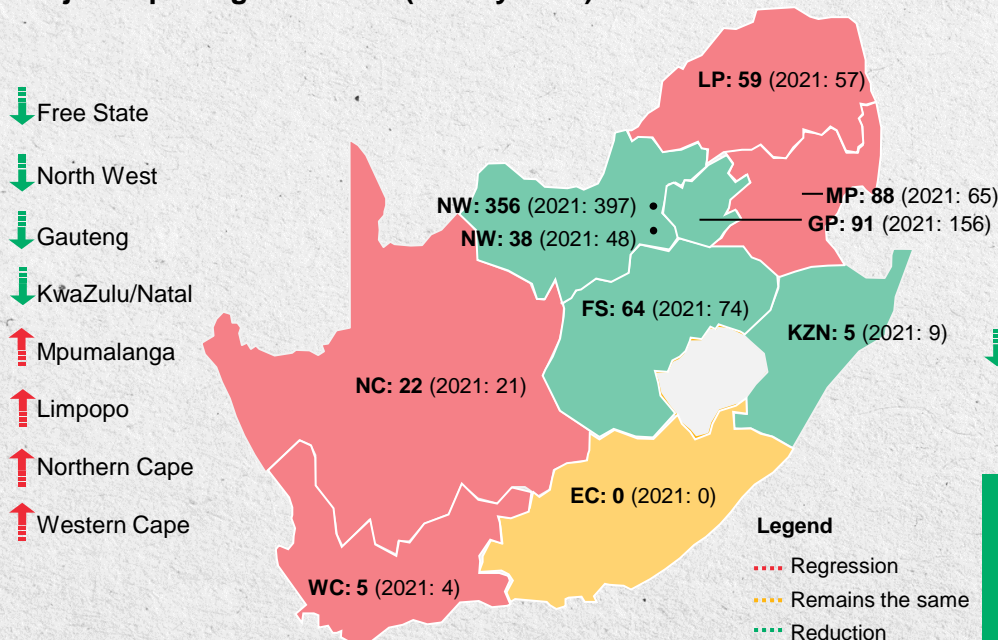 Free State
North West
Gauteng
KwaZulu/Natal
Mpumalanga
Limpopo
Northern Cape
Western Cape
LP: 59 (2021: 57)
MP: 88 (2021: 65)
NW: 356 (2021: 397)
GP: 91 (2021: 156)
NW: 38 (2021: 48)
FS: 64 (2021: 74)
KZN: 5 (2021: 9)
NC: 22 (2021: 21)
EC: 0 (2021: 0)
WC: 5 (2021: 4)
Legend
Regression
Remains the same
Reduction